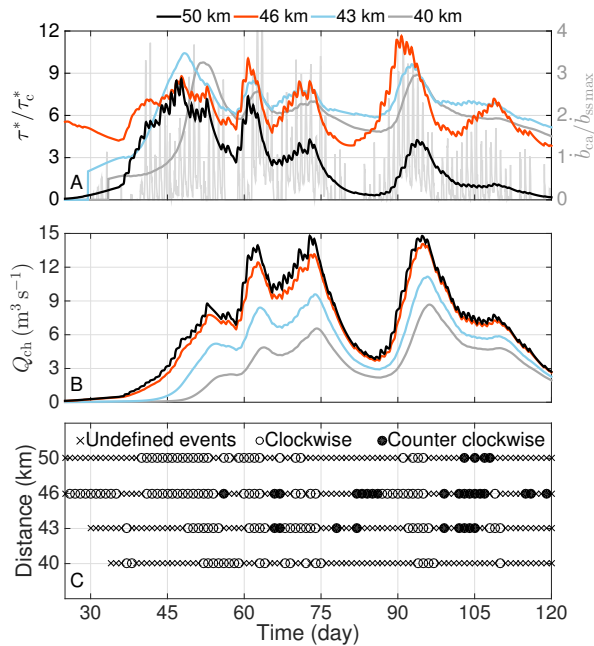 50 km 46 km 43 km 40 km
12
9
6
3
0
τ*/τc*
4
3
2
1
0
b̄ca/b̄ss max
A
15
12
9
6
3
0
Qch (m³ s⁻¹)
B
×Undefined events ○Clockwise ●Counter clockwise
50
46
43
40
Distance (km)
C
30 45 60 75 90 105 120
Time (day)